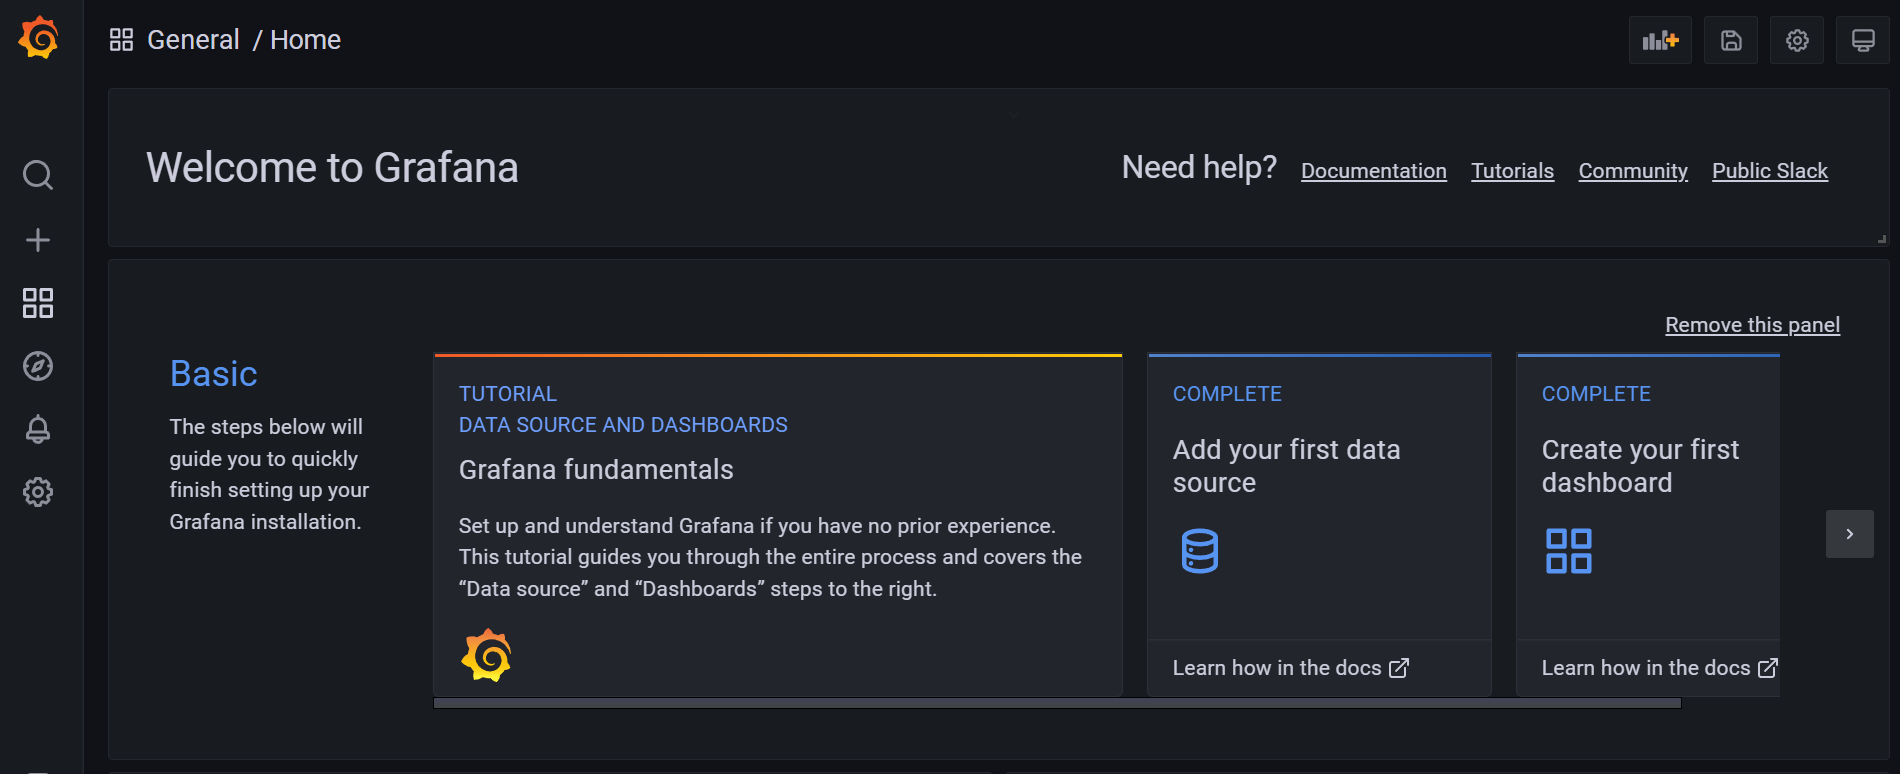 General / Home
Welcome to Grafana
Need help? Documentation Tutorials Community Public Slack
Remove this panel
Basic
The steps below will
guide you to quickly
finish setting up your
Grafana installation.
TUTORIAL
DATA SOURCE AND DASHBOARDS
Grafana fundamentals
Set up and understand Grafana if you have no prior experience.
This tutorial guides you through the entire process and covers the
“Data source” and “Dashboards” steps to the right.
COMPLETE
Add your first data
source
Learn how in the docs
COMPLETE
Create your first
dashboard
Learn how in the docs